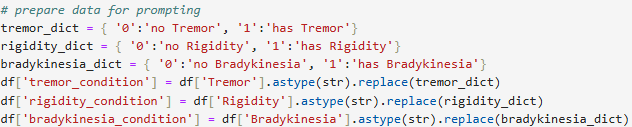 # prepare data for prompting
tremor_dict = { '0':'no Tremor', '1':'has Tremor'}
rigidity_dict = { '0':'no Rigidity', '1':'has Rigidity'}
bradykinesia_dict = { '0':'no Bradykinesia', '1':'has Bradykinesia'}
df['tremor_condition'] = df['Tremor'].astype(str).replace(tremor_dict)
df['rigidity_condition'] = df['Rigidity'].astype(str).replace(rigidity_dict)
df['bradykinesia_condition'] = df['Bradykinesia'].astype(str).replace(bradykinesia_dict)